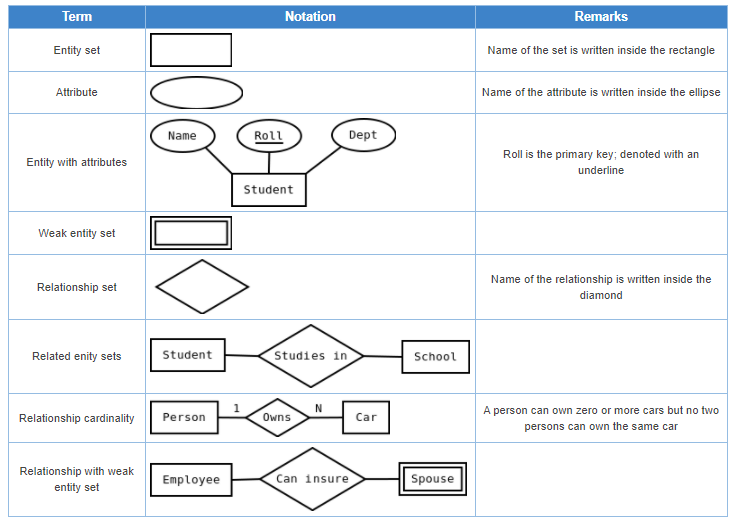 Term Notation Remarks
Entity set Name of the set is written inside the rectangle
Attribute Name of the attribute is written inside the ellipse
Name Roll Dept
Entity with attributes Student Roll is the primary key; denoted with an
underline
Weak entity set
Relationship set Name of the relationship is written inside the
diamond
Related enity sets Student Studies in School
Relationship cardinality Person 1 Owns N Car A person can own zero or more cars but no two
persons can own the same car
Relationship with weak
entity set Employee Can insure Spouse